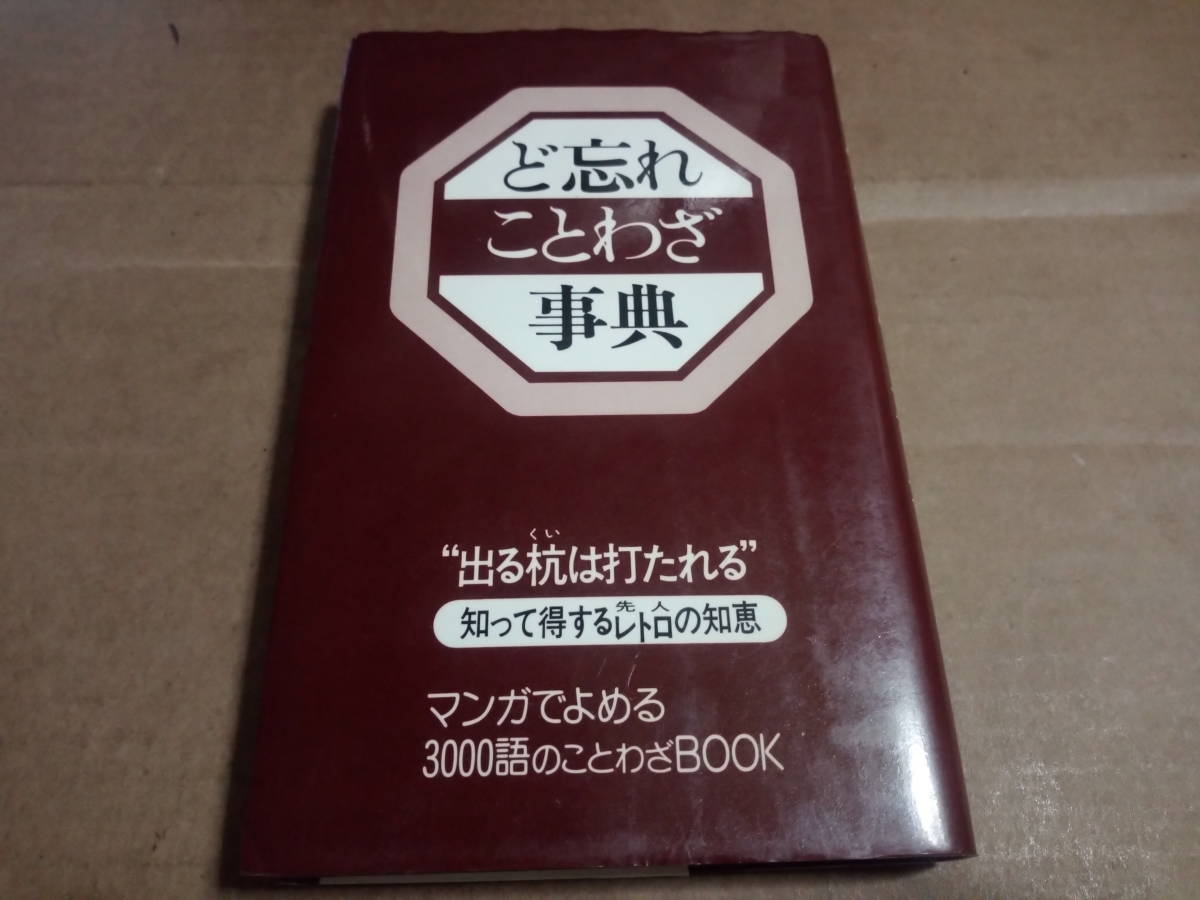 ど忘れ
ことわざ
事典
くい
“出る杭は打たれる”
先人
知って得するレトロの知恵
マンガでよめる
3000語のことわざBOOK